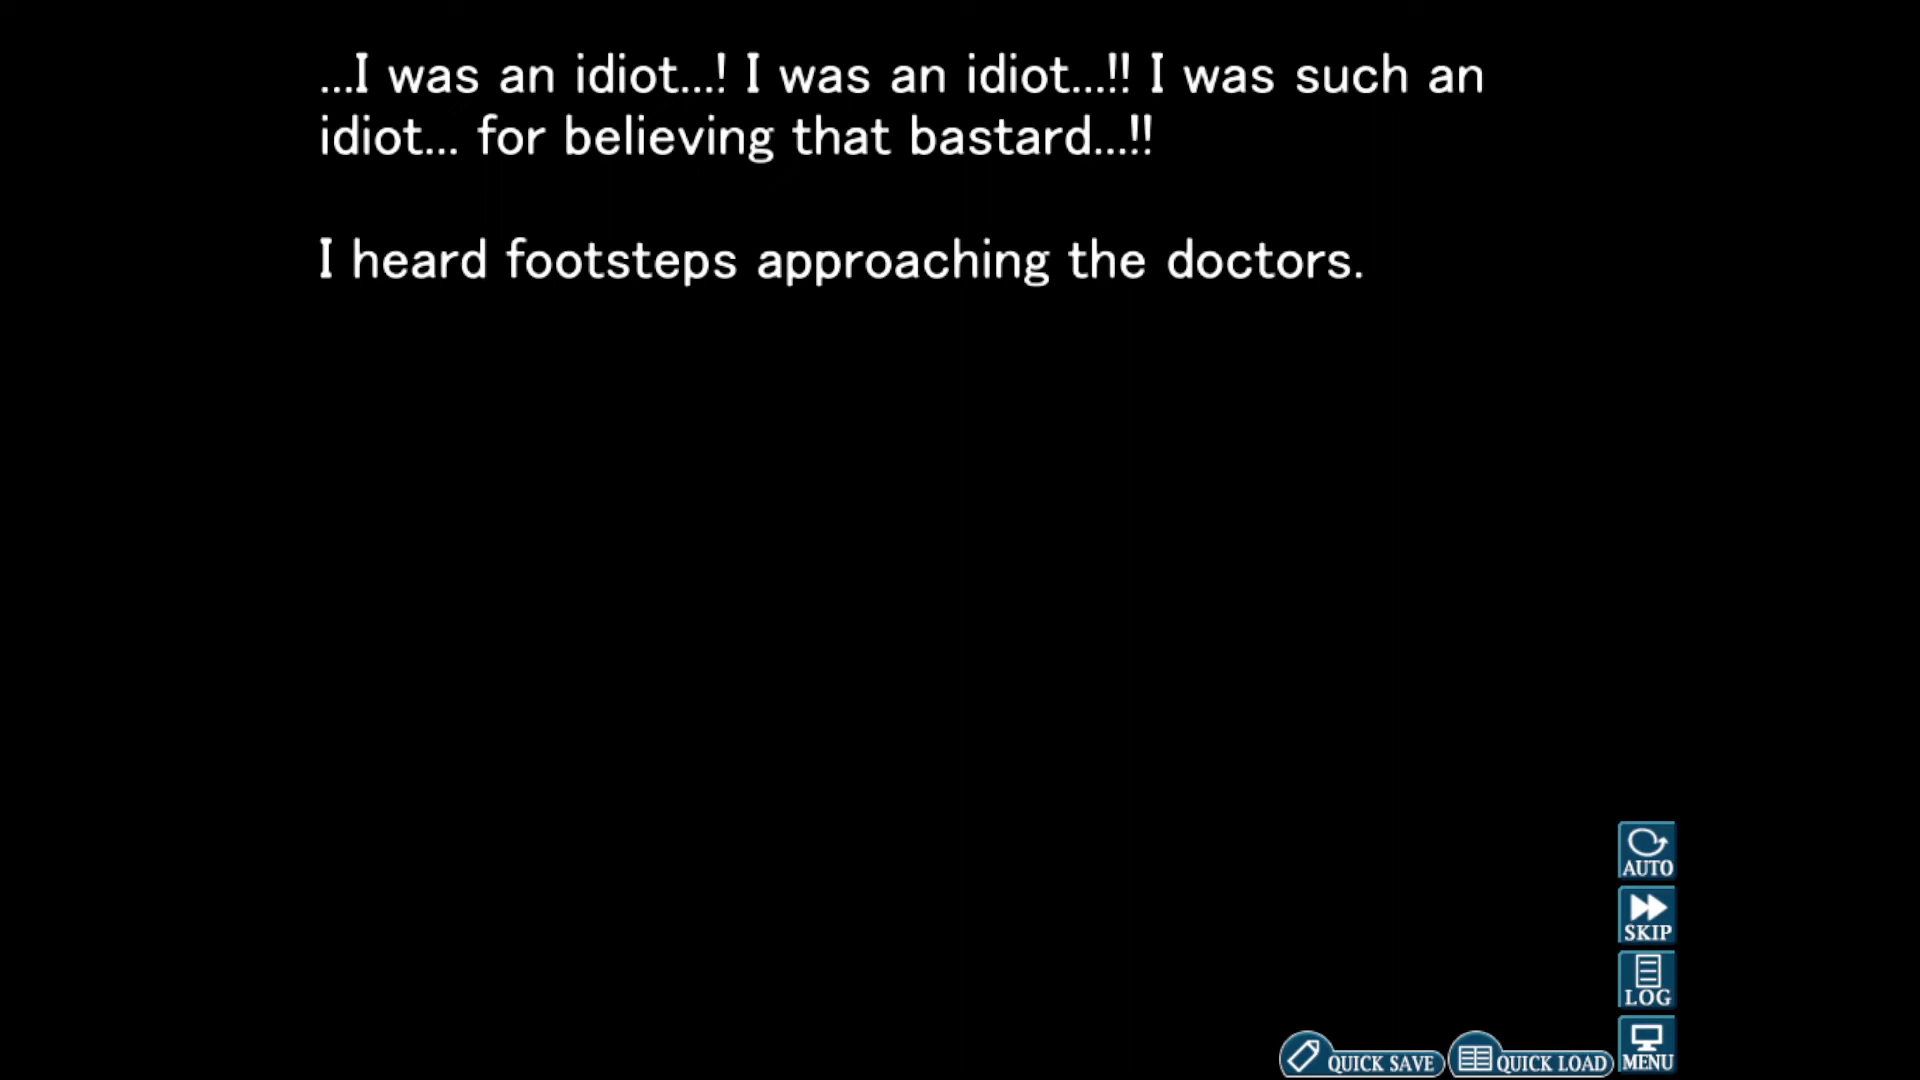 ...I was an idiot...! I was an idiot...!! I was such an
idiot... for believing that bastard...!!
I heard footsteps approaching the doctors.
AUTO
SKIP
LOG
MENU
QUICK SAVE
QUICK LOAD